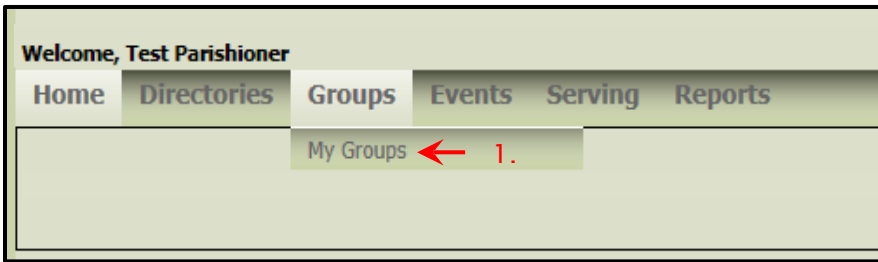 Welcome, Test Parishioner
Home Directories Groups Events Serving Reports
My Groups 1.